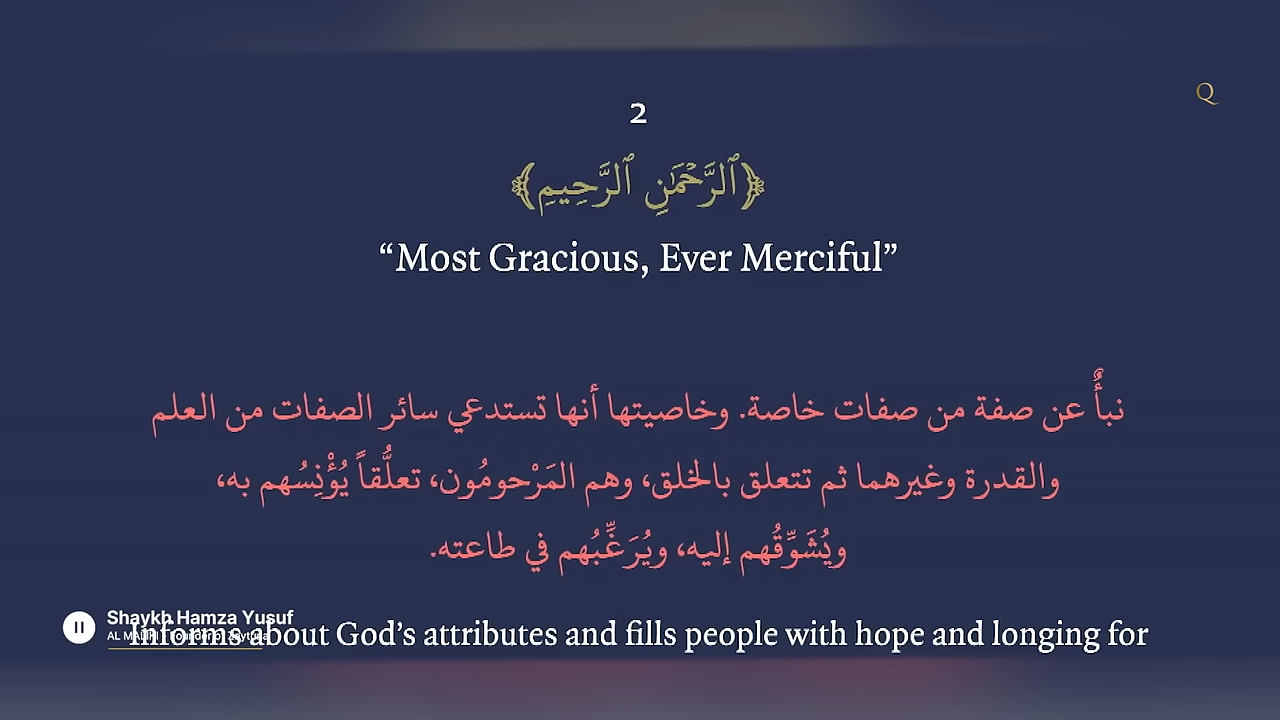 Q
2
﴿ٱلرَّحْمَٰنِ ٱلرَّحِيمِ﴾
“Most Gracious, Ever Merciful”
نبأٌ عن صفة من صفات خاصة. وخاصيتها أنها تستدعي سائر الصفات من العلم
والقدرة وغيرهما ثم تتعلق بالخلق، وهم المَرْحومُون، تعلُّقاً يُؤْنِسُهم به،
ويُشَوِّقُهم إليه، ويُرَغِّبُهم في طاعته.
Shaykh Hamza Yusuf
Informs about God’s attributes and fills people with hope and longing for